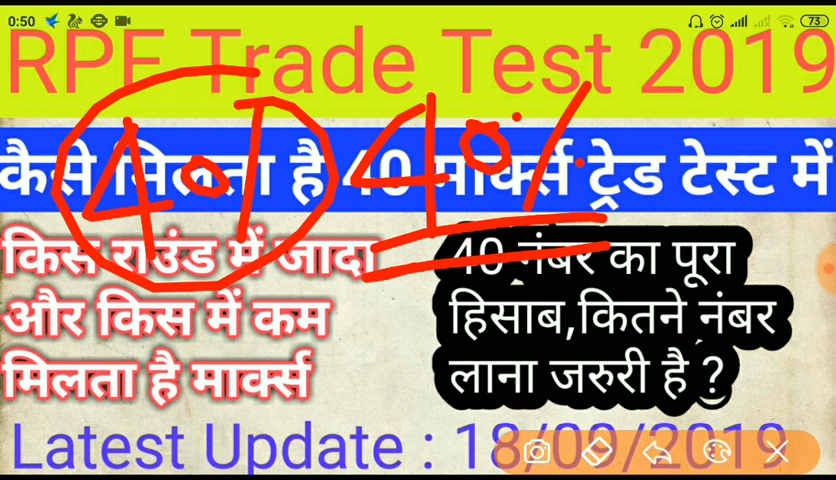 0:50 73
RPF Trade Test 2019
कैसे मिलता है 40 मार्क्स ट्रेड टेस्ट में
40T 40%
किस राउंड में जादा
और किस में कम
मिलता है मार्क्स
40 नंबर का पूरा
हिसाब,कितने नंबर
लाना जरुरी है ?
Latest Update : 18/09/2019